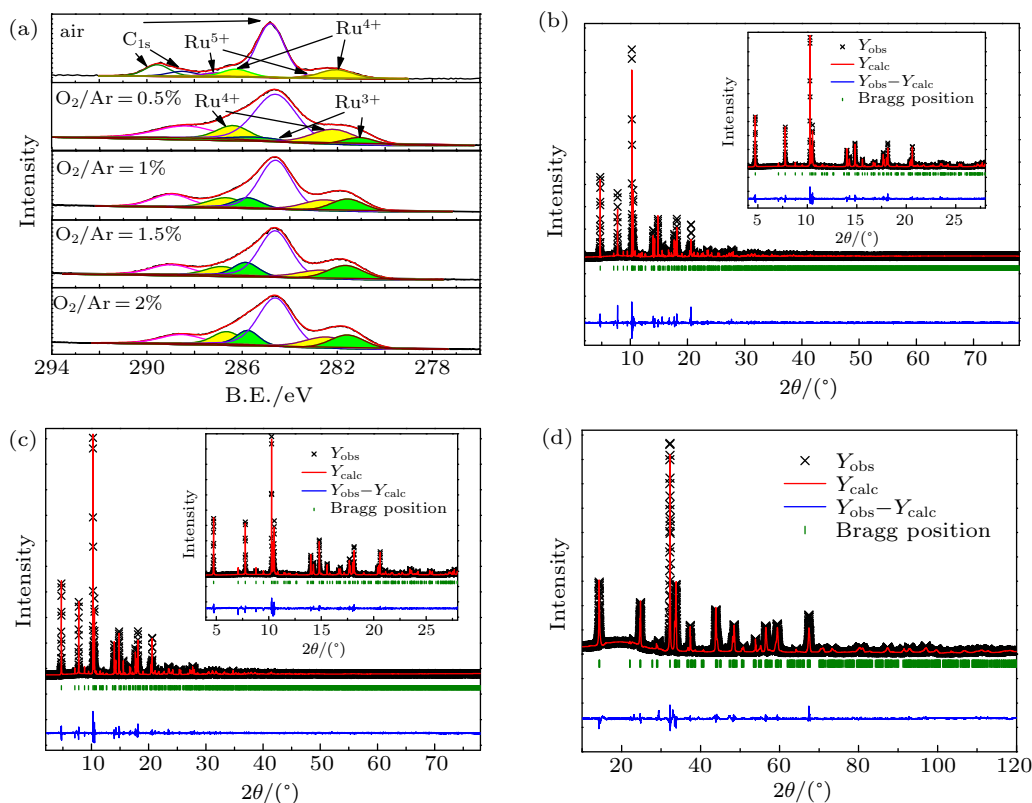 (a)
air
C1s
Ru5+
Ru4+
O2/Ar = 0.5%
Ru4+
Ru3+
O2/Ar = 1%
O2/Ar = 1.5%
O2/Ar = 2%
Intensity
294 290 286 282 278
B.E./eV
(b)
Yobs
Ycalc
Yobs−Ycalc
Bragg position
Intensity
5 10 15 20 25
2θ/(°)
Intensity
10 20 30 40 50 60 70
2θ/(°)
(c)
Yobs
Ycalc
Yobs−Ycalc
Bragg position
Intensity
5 10 15 20 25
2θ/(°)
Intensity
10 20 30 40 50 60 70
2θ/(°)
(d)
Yobs
Ycalc
Yobs−Ycalc
Bragg position
Intensity
20 40 60 80 100 120
2θ/(°)